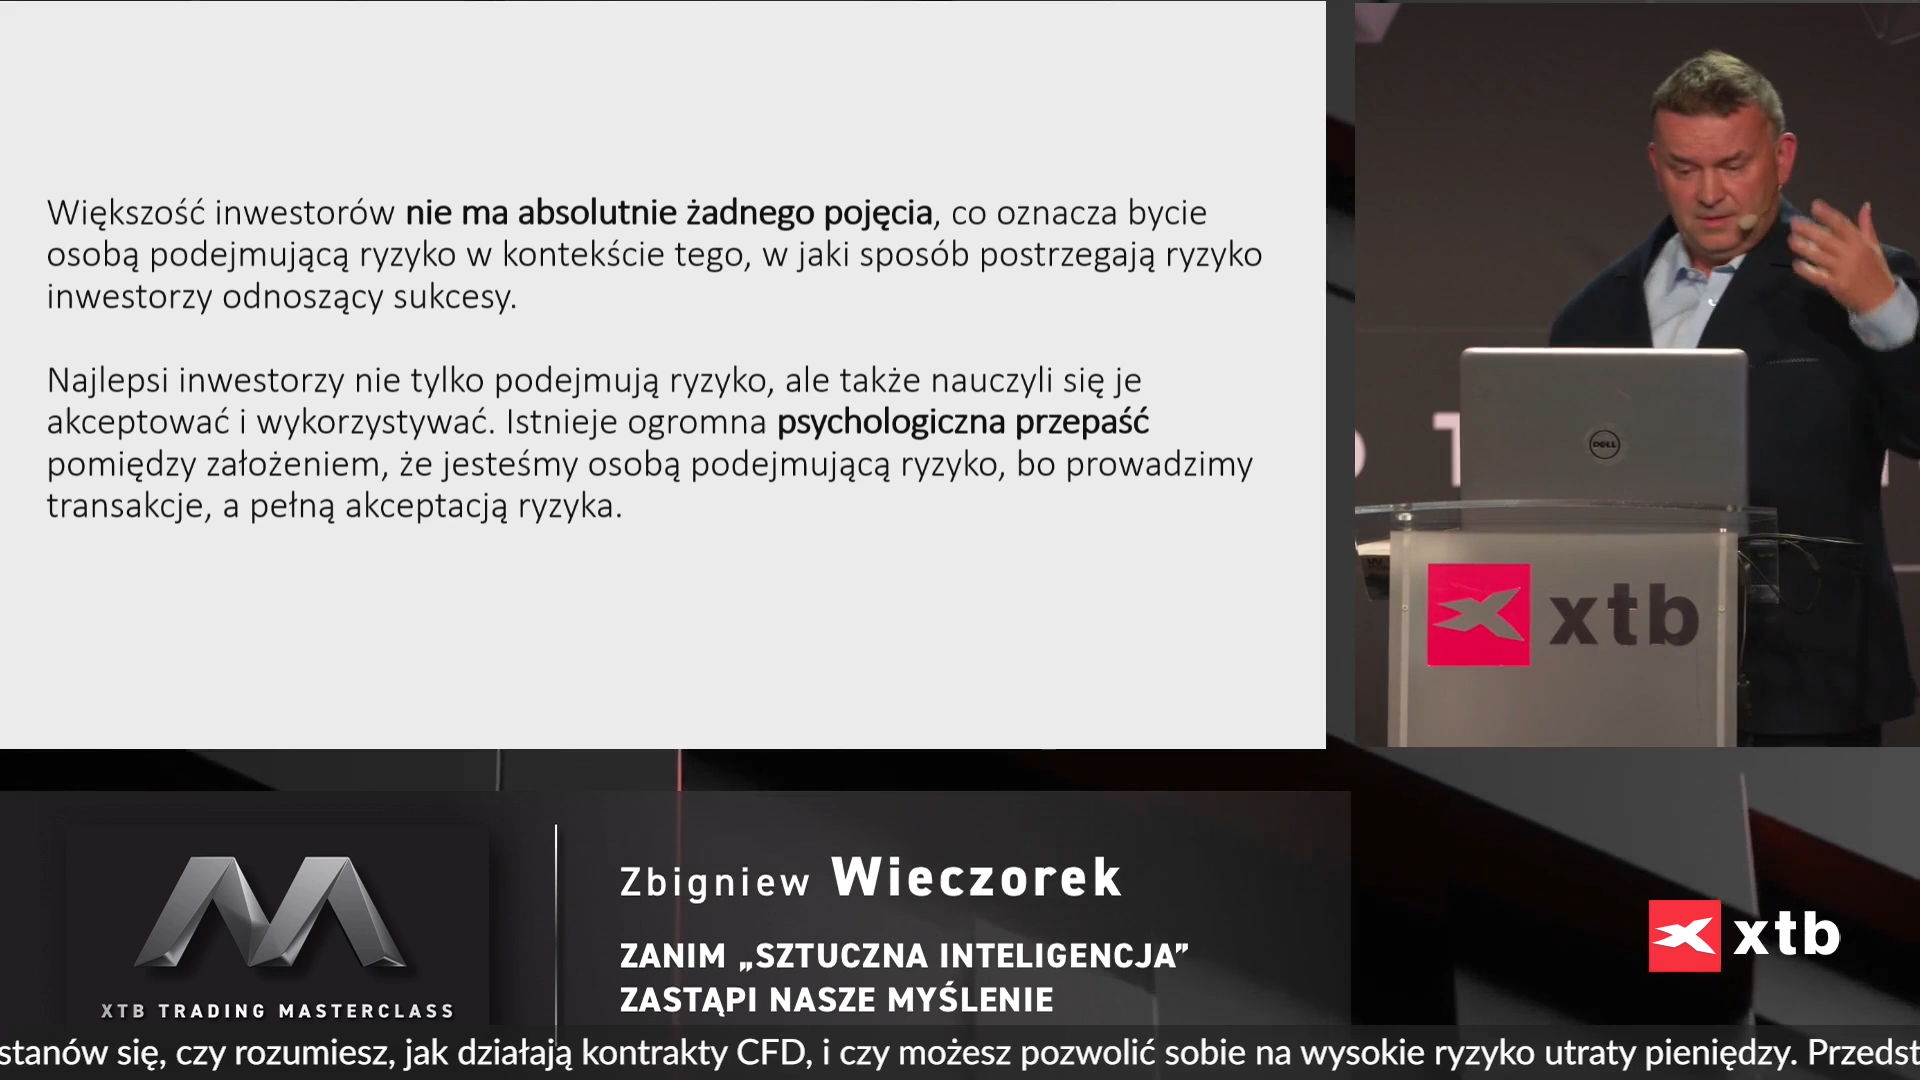 Większość inwestorów nie ma absolutnie żadnego pojęcia, co oznacza bycie
osobą podejmującą ryzyko w kontekście tego, w jaki sposób postrzegają ryzyko
inwestorzy odnoszący sukcesy.
Najlepsi inwestorzy nie tylko podejmują ryzyko, ale także nauczyli się je
akceptować i wykorzystywać. Istnieje ogromna psychologiczna przepaść
pomiędzy założeniem, że jesteśmy osobą podejmującą ryzyko, bo prowadzimy
transakcje, a pełną akceptacją ryzyka.
DELL
xtb
XTB TRADING MASTERCLASS
Zbigniew Wieczorek
ZANIM „SZTUCZNA INTELIGENCJA”
ZASTĄPI NASZE MYŚLENIE
xtb
stanów się, czy rozumiesz, jak działają kontrakty CFD, i czy możesz pozwolić sobie na wysokie ryzyko utraty pieniędzy. Przedst